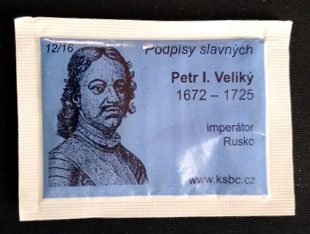 12/16 Podpisy slavných
Petr I. Veliký
1672 – 1725
imperátor
Rusko
www.ksbc.cz